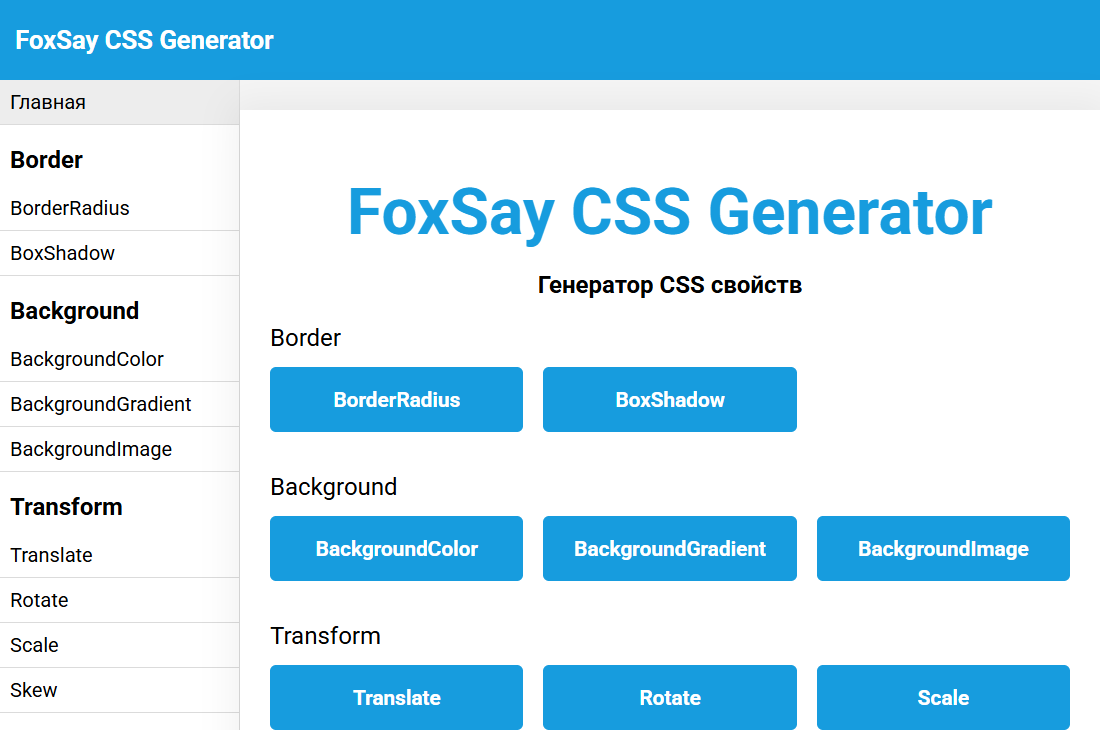 FoxSay CSS Generator
Главная
Border
BorderRadius
BoxShadow
Background
BackgroundColor
BackgroundGradient
BackgroundImage
Transform
Translate
Rotate
Scale
Skew
FoxSay CSS Generator
Генератор CSS свойств
Border
BorderRadius BoxShadow
Background
BackgroundColor BackgroundGradient BackgroundImage
Transform
Translate Rotate Scale